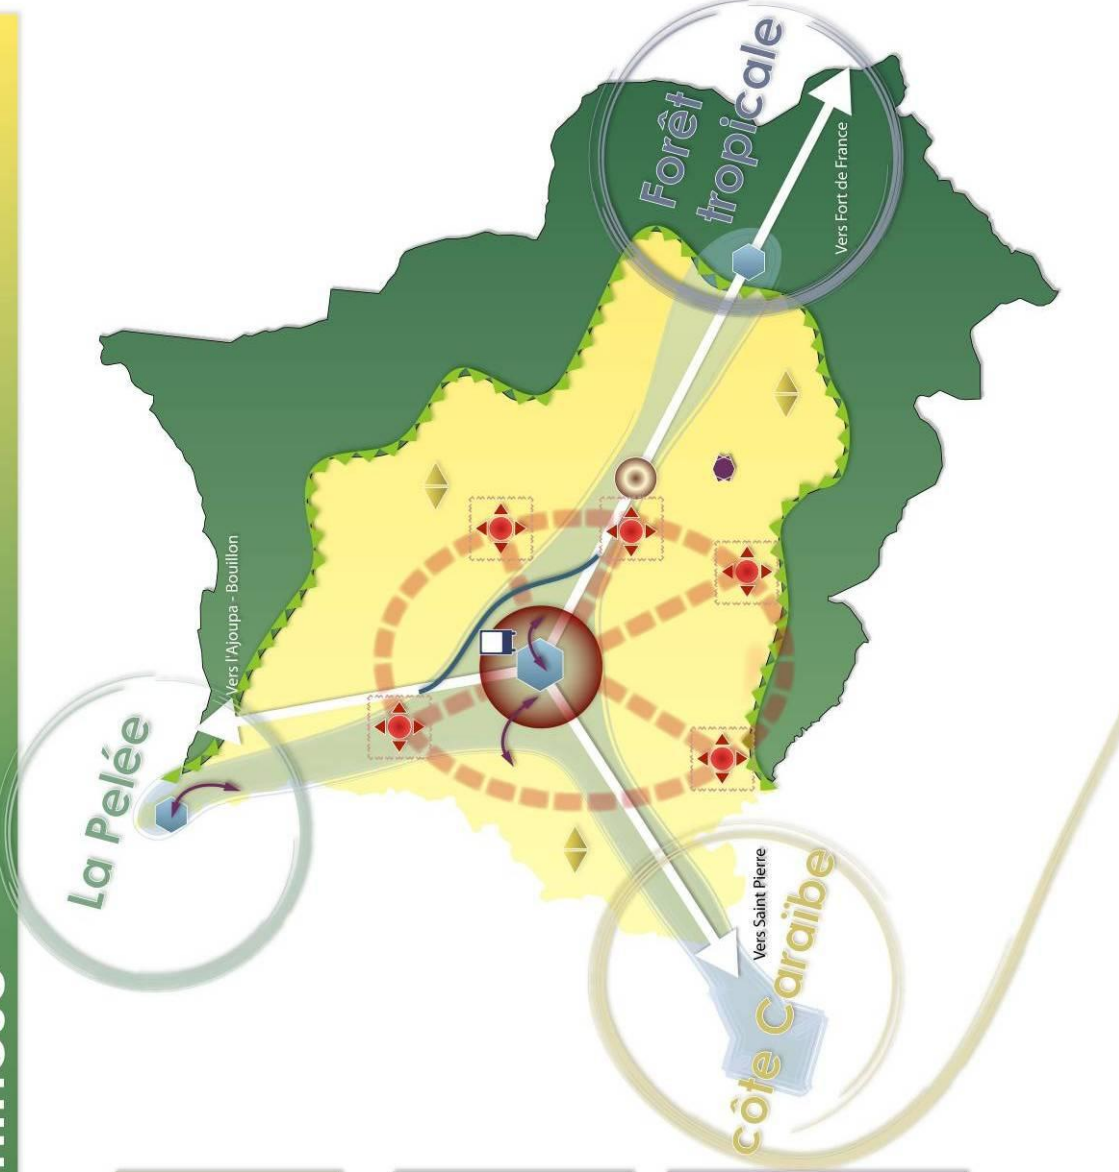 La Pelée
Vers l'Ajoupa - Bouillon
Forêt
tropicale
Vers Fort de France
Vers Saint Pierre
côte Caraïbe